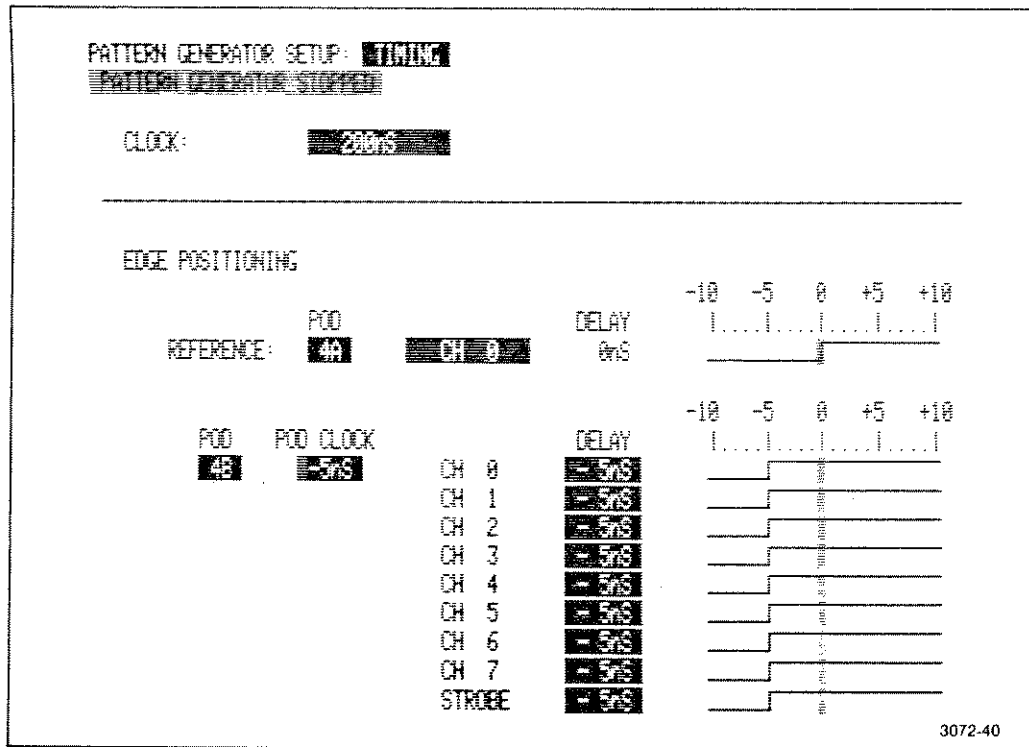 PATTERN GENERATOR SETUP: TIMING
PATTERN GENERATOR STOPPED
CLOCK: 200nS
EDGE POSITIONING
-10 -5 0 +5 +10
POD DELAY
REFERENCE: 4A CH 0 0nS
-10 -5 0 +5 +10
POD POD CLOCK DELAY
4B -5nS CH 0 - 5nS
CH 1 - 5nS
CH 2 - 5nS
CH 3 - 5nS
CH 4 - 5nS
CH 5 - 5nS
CH 6 - 5nS
CH 7 - 5nS
STROBE - 5nS
3072-40